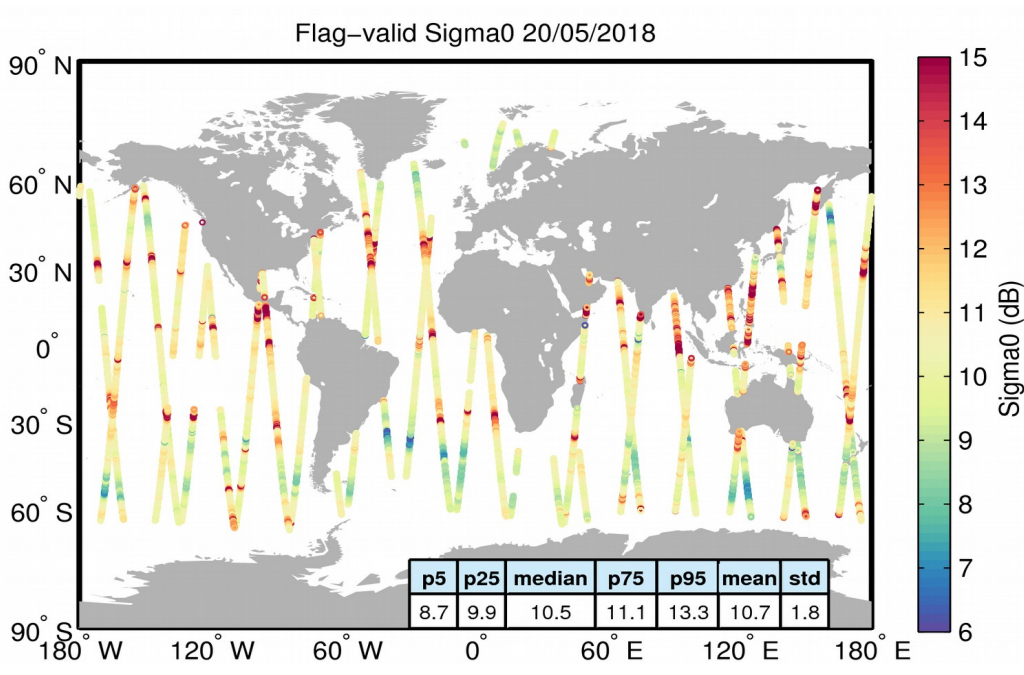 Flag−valid Sigma0 20/05/2018
90° N
60° N
30° N
0°
30° S
60° S
90° S
180° W
120° W
60° W
0°
60° E
120° E
180° E
p5 p25 median p75 p95 mean std
8.7 9.9 10.5 11.1 13.3 10.7 1.8
15
14
13
12
11
10
9
8
7
6
Sigma0 (dB)